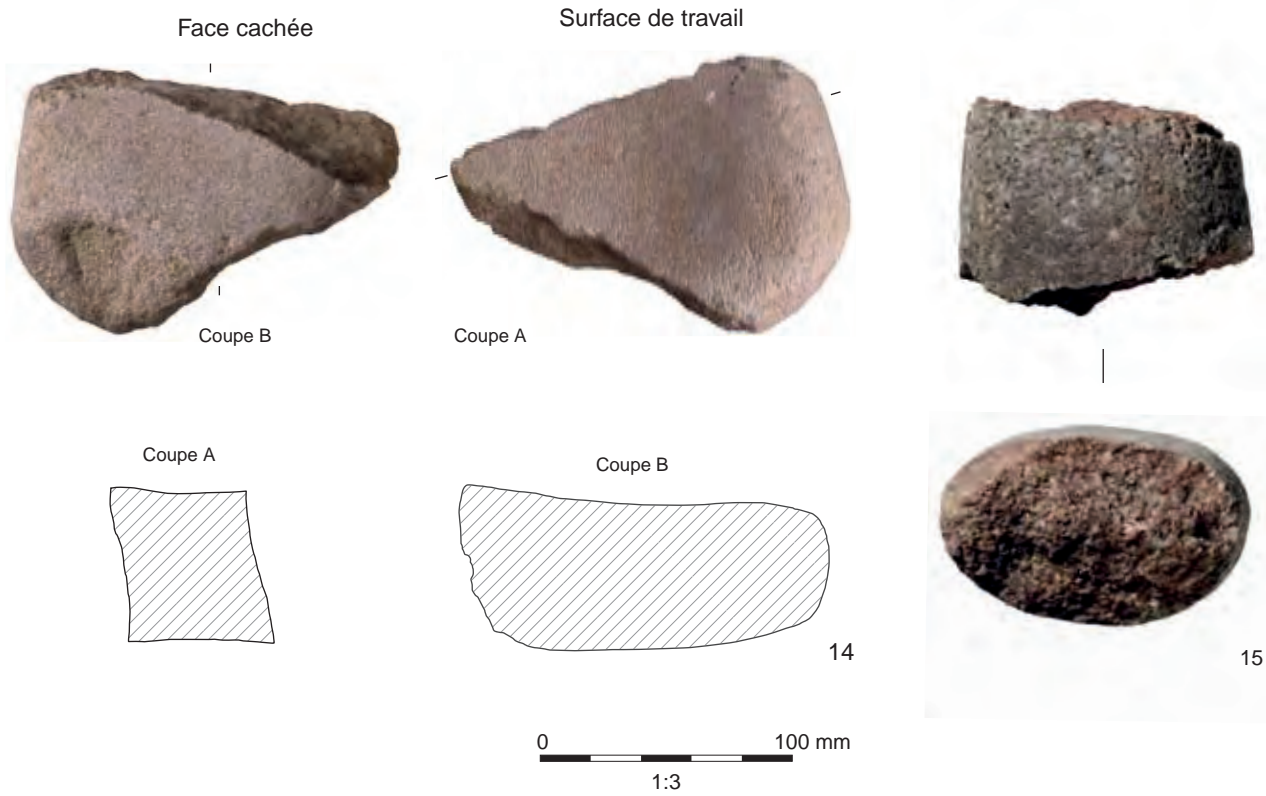 Face cachée
Surface de travail
Coupe B
Coupe A
Coupe A
Coupe B
14
15
0 100 mm
1:3